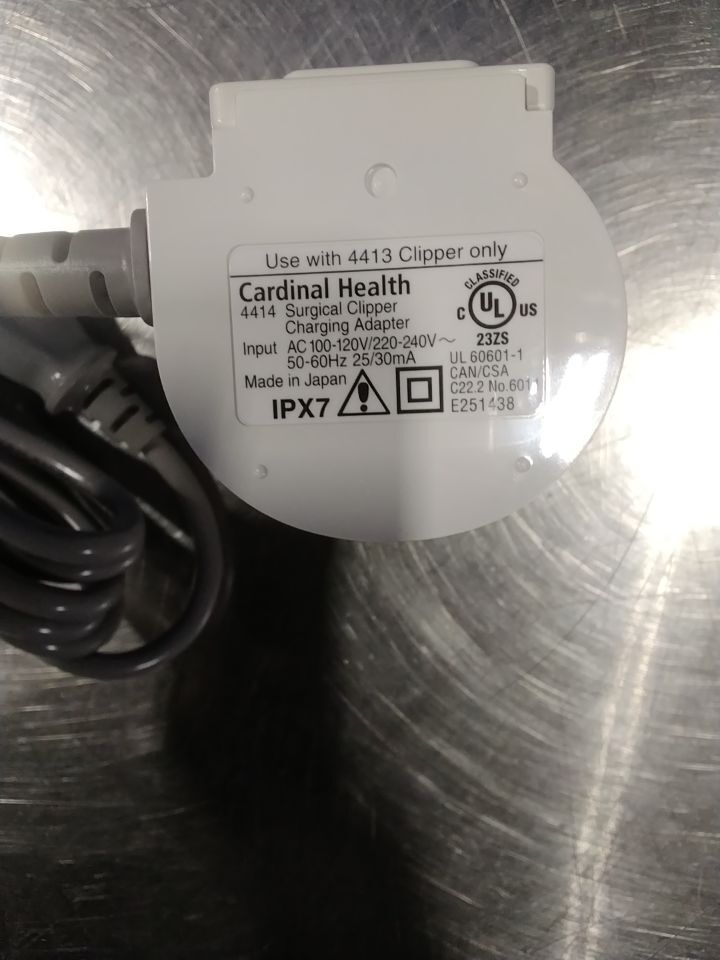 Use with 4413 Clipper only
Cardinal Health
4414 Surgical Clipper
Charging Adapter
Input AC 100-120V/220-240V~
50-60Hz 25/30mA
Made in Japan
IPX7
CLASSIFIED
C UL US
23ZS
UL 60601-1
CAN/CSA
C22.2 No.601
E251438